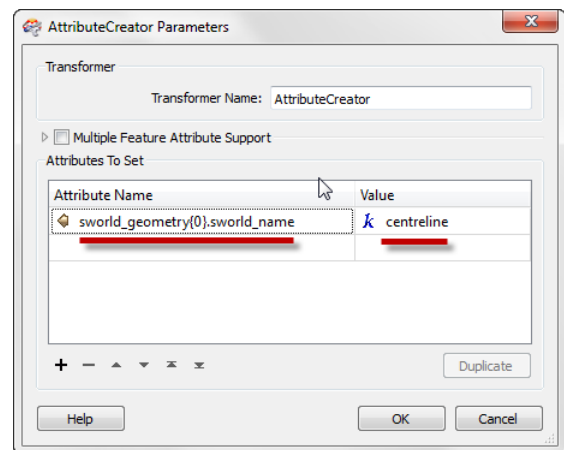 AttributeCreator Parameters
x
Transformer
Transformer Name: AttributeCreator
Multiple Feature Attribute Support
Attributes To Set
Attribute Name Value
sworld_geometry{0}.sworld_name k centreline
Duplicate
Help OK Cancel